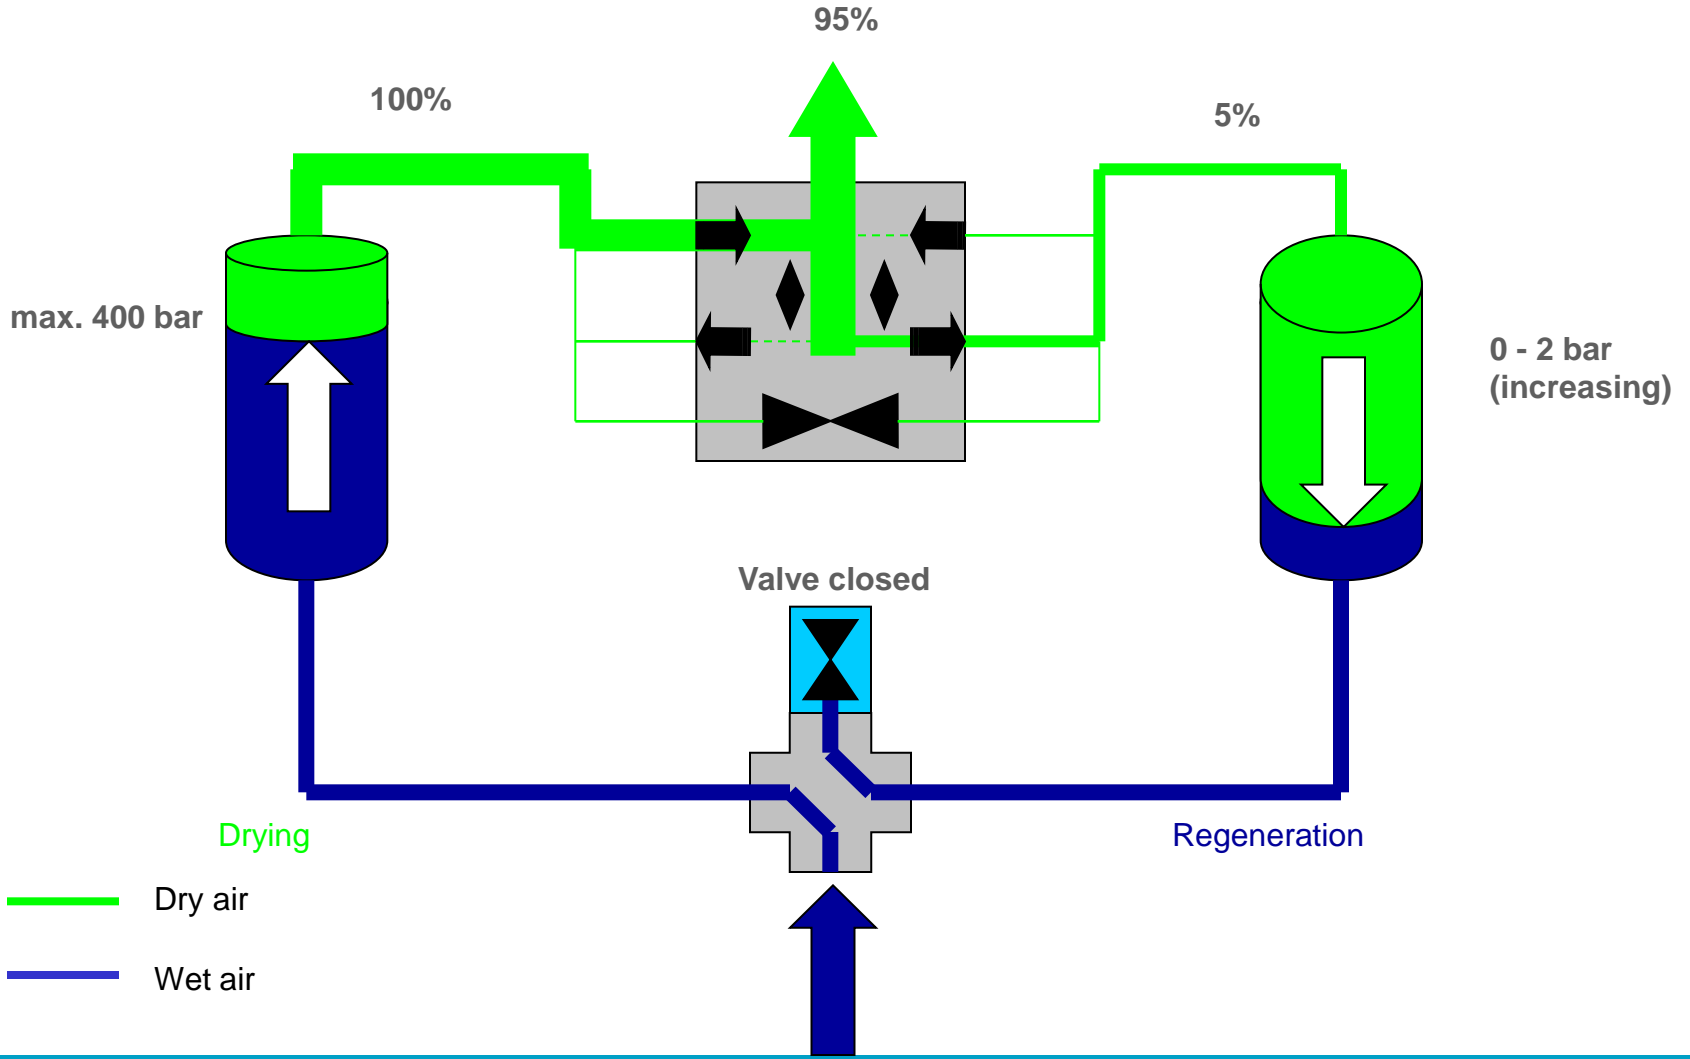 95%
100%
5%
max. 400 bar
0 - 2 bar
(increasing)
Valve closed
Drying
Regeneration
Dry air
Wet air